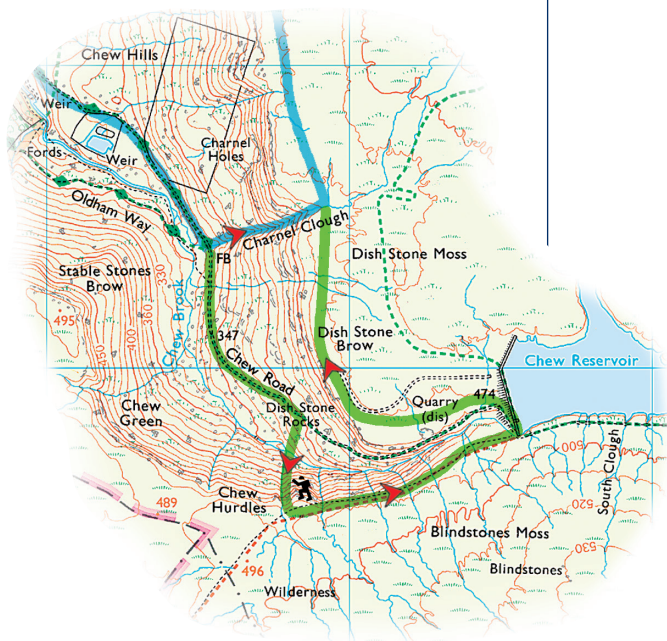 Chew Hills
Weir
Fords
Weir
Charnel
Holes
Oldham Way
FB
Charnel Clough
Dish Stone Moss
Stable Stones
Brow
330
360
400
450
495
Chew Brook
347
Chew Road
Dish Stone
Brow
Chew Reservoir
474
Quarry
(dis)
Dish Stone
Rocks
Chew
Green
500
South Clough
489
Chew
Hurdles
520
Blindstones Moss
530
496
Blindstones
Wilderness